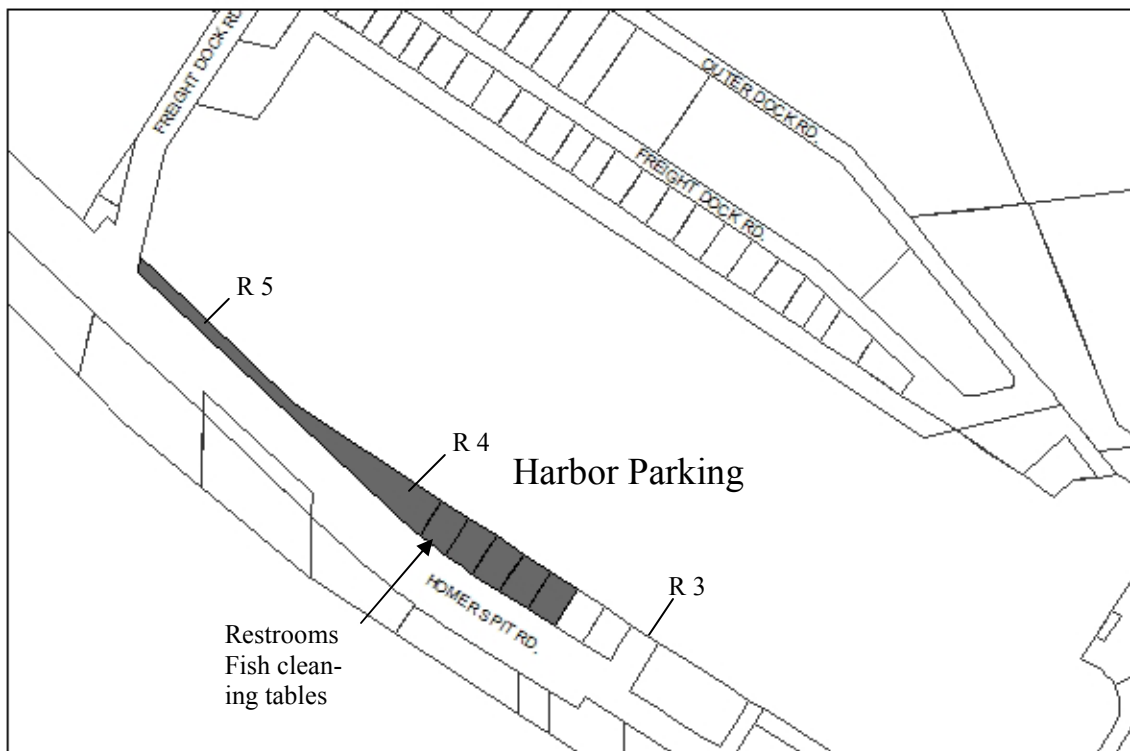 FREIGHT DOCK RD.
OUTER DOCK RD.
FREIGHT DOCK RD.
R 5
R 4
Harbor Parking
R 3
HOMER SPIT RD.
Restrooms
Fish clean-
ing tables